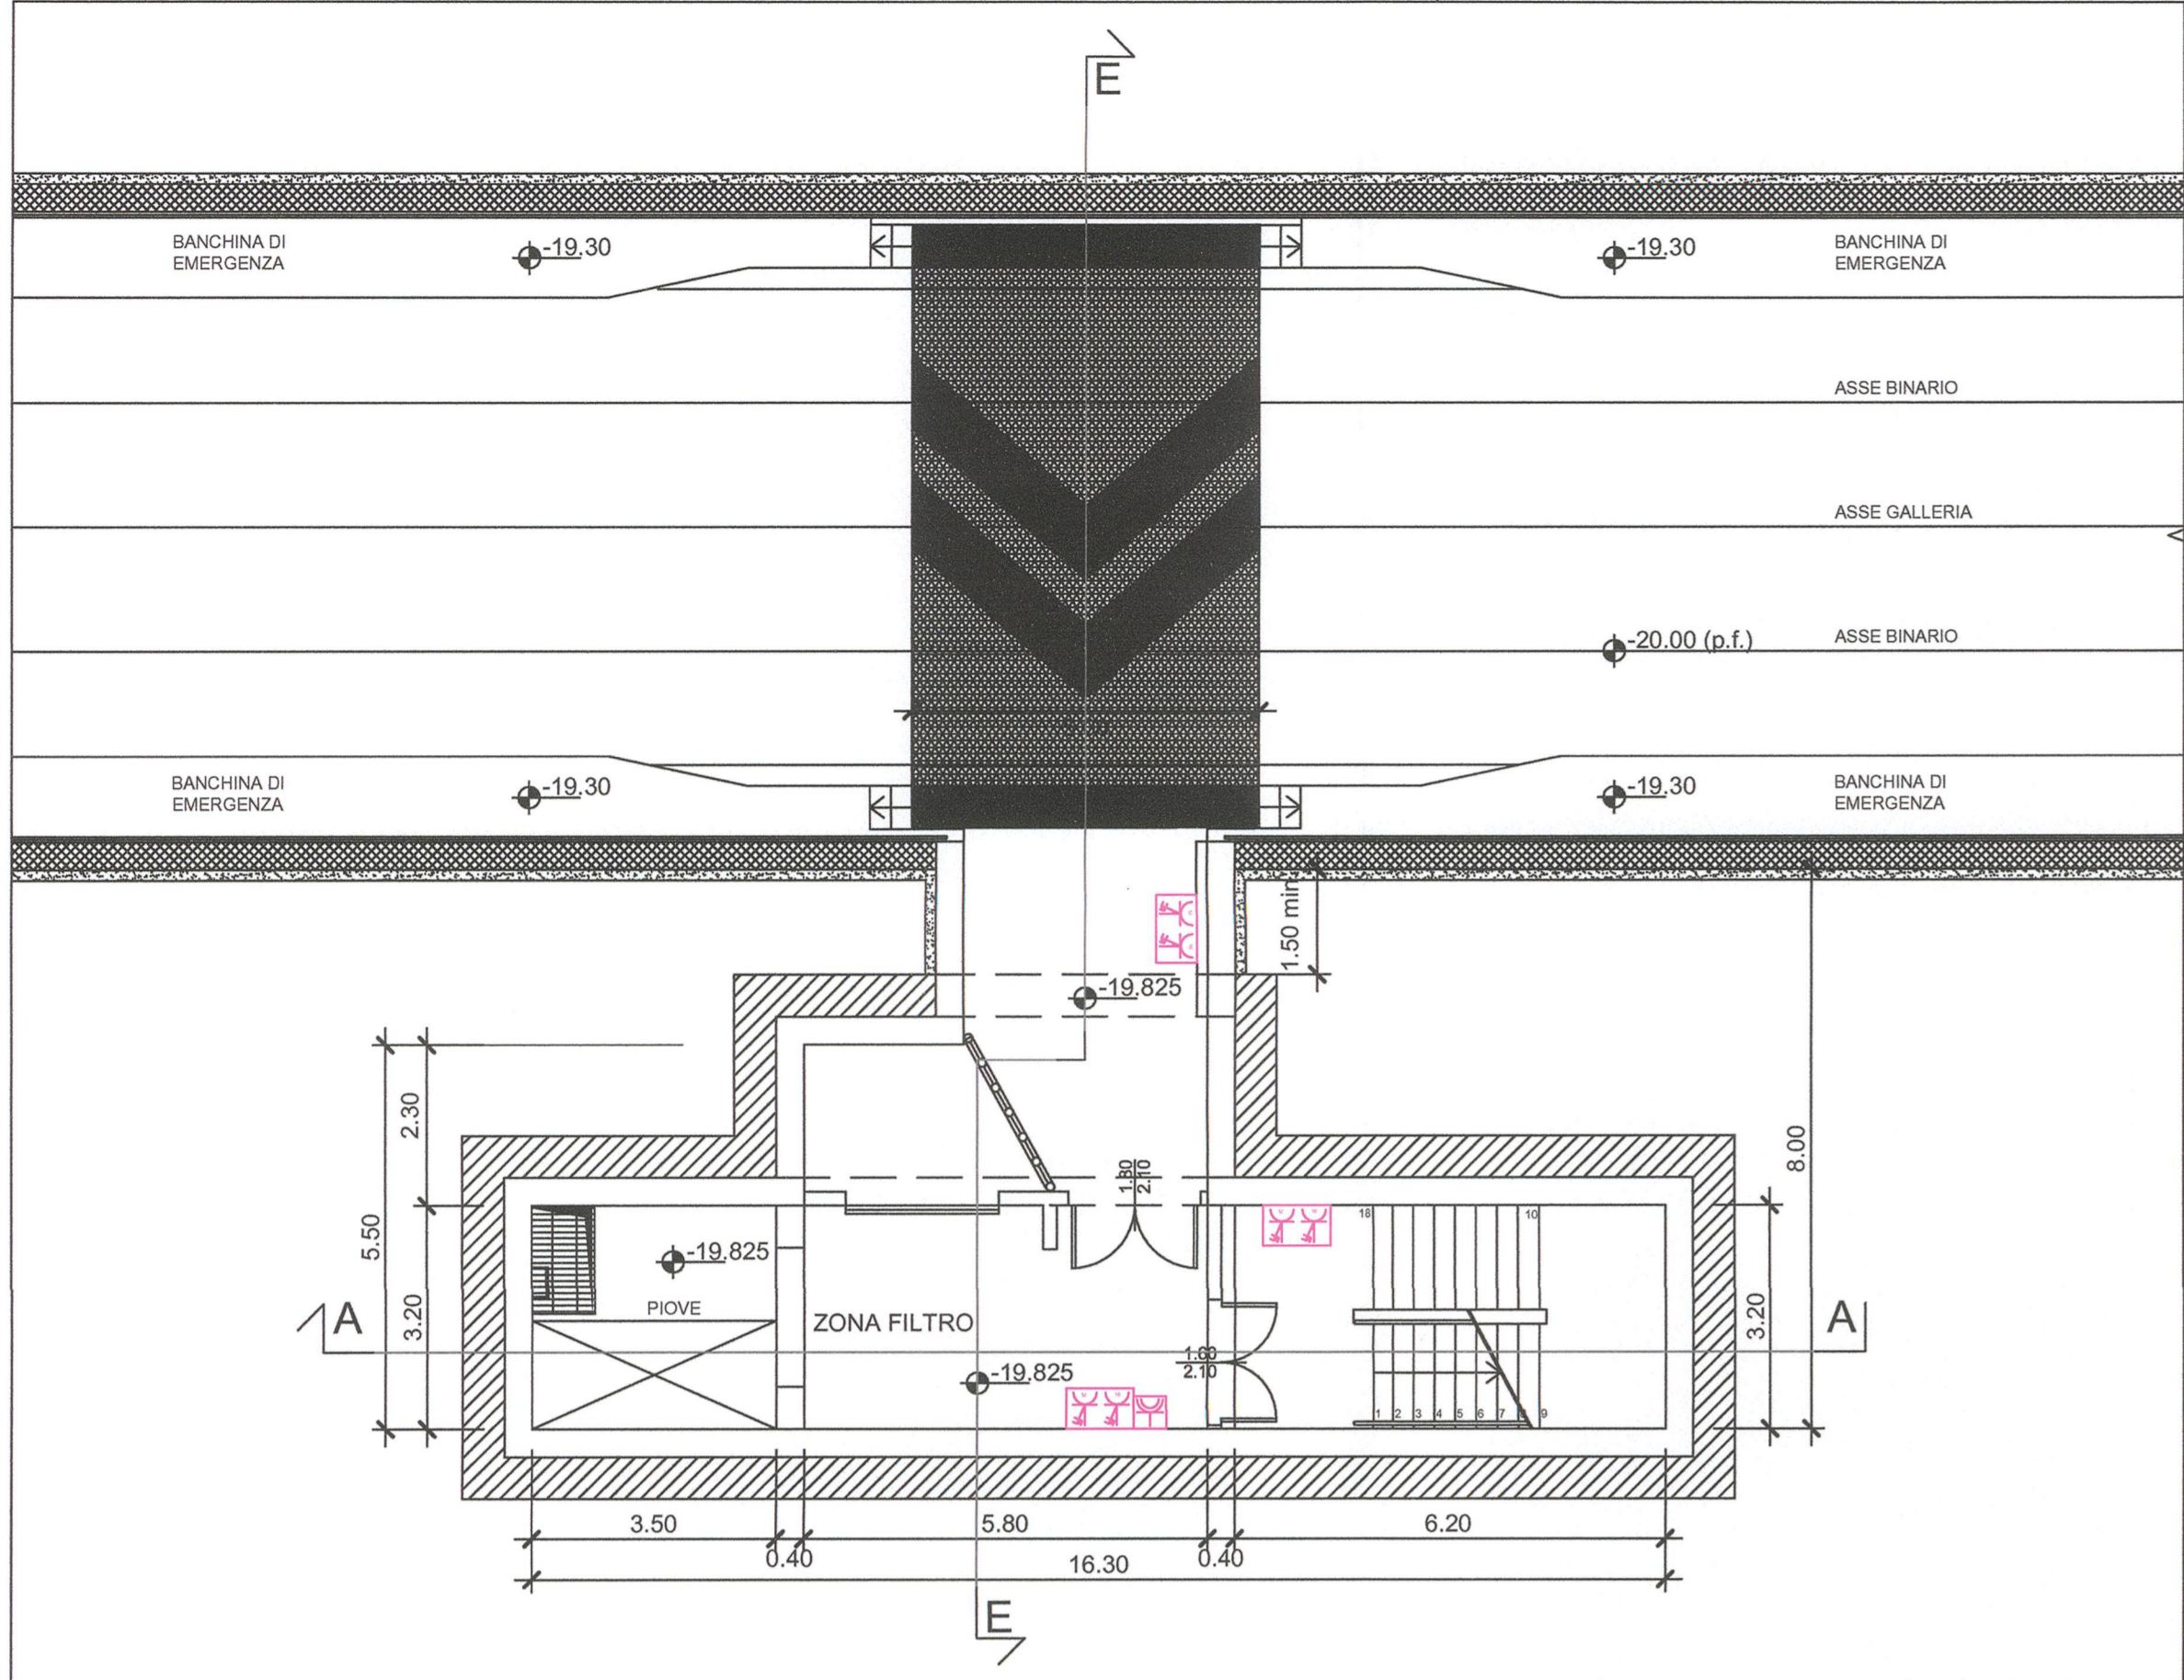 E
BANCHINA DI
EMERGENZA
-19.30
-19.30
BANCHINA DI
EMERGENZA
ASSE BINARIO
ASSE GALLERIA
-20.00 (p.f.)
ASSE BINARIO
BANCHINA DI
EMERGENZA
-19.30
-19.30
BANCHINA DI
EMERGENZA
1.50 min.
-19.825
2.30
5.50
3.20
8.00
3.20
1.80
2.10
18
10
-19.825
PIOVE
ZONA FILTRO
A
A
1.60
2.10
-19.825
1 2 3 4 5 6 7 8 9
3.50
5.80
6.20
0.40
0.40
16.30
E